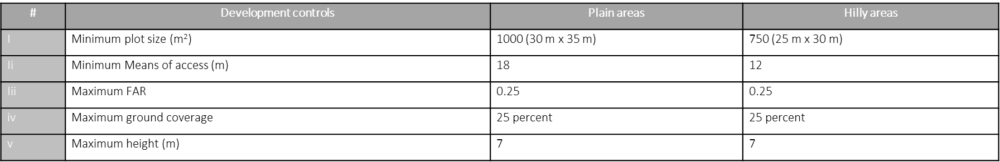 # Development controls Plain areas Hilly areas
I Minimum plot size (m²) 1000 (30 m x 35 m) 750 (25 m x 30 m)
Ii Minimum Means of access (m) 18 12
Iii Maximum FAR 0.25 0.25
iv Maximum ground coverage 25 percent 25 percent
v Maximum height (m) 7 7